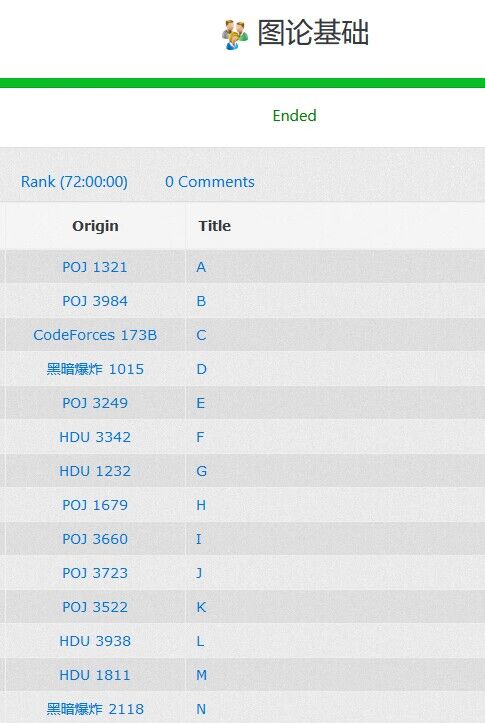 图论基础
Ended
Rank (72:00:00) 0 Comments
Origin Title
POJ 1321 A
POJ 3984 B
CodeForces 173B C
黑暗爆炸 1015 D
POJ 3249 E
HDU 3342 F
HDU 1232 G
POJ 1679 H
POJ 3660 I
POJ 3723 J
POJ 3522 K
HDU 3938 L
HDU 1811 M
黑暗爆炸 2118 N